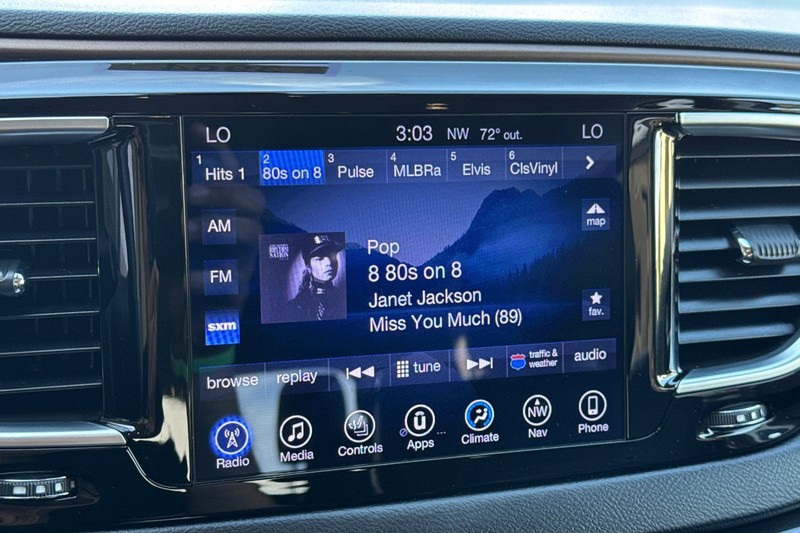 LO 3:03 NW 72° out. LO
1 Hits 1 2 80s on 8 3 Pulse 4 MLBRa 5 Elvis 6 ClsVinyl
AM
map
RHYTHM
NATION
Pop
8 80s on 8
FM
Janet Jackson
Miss You Much (89)
fav.
sxm
browse replay tune traffic & weather audio
Radio Media Controls Apps Climate NW Nav Phone